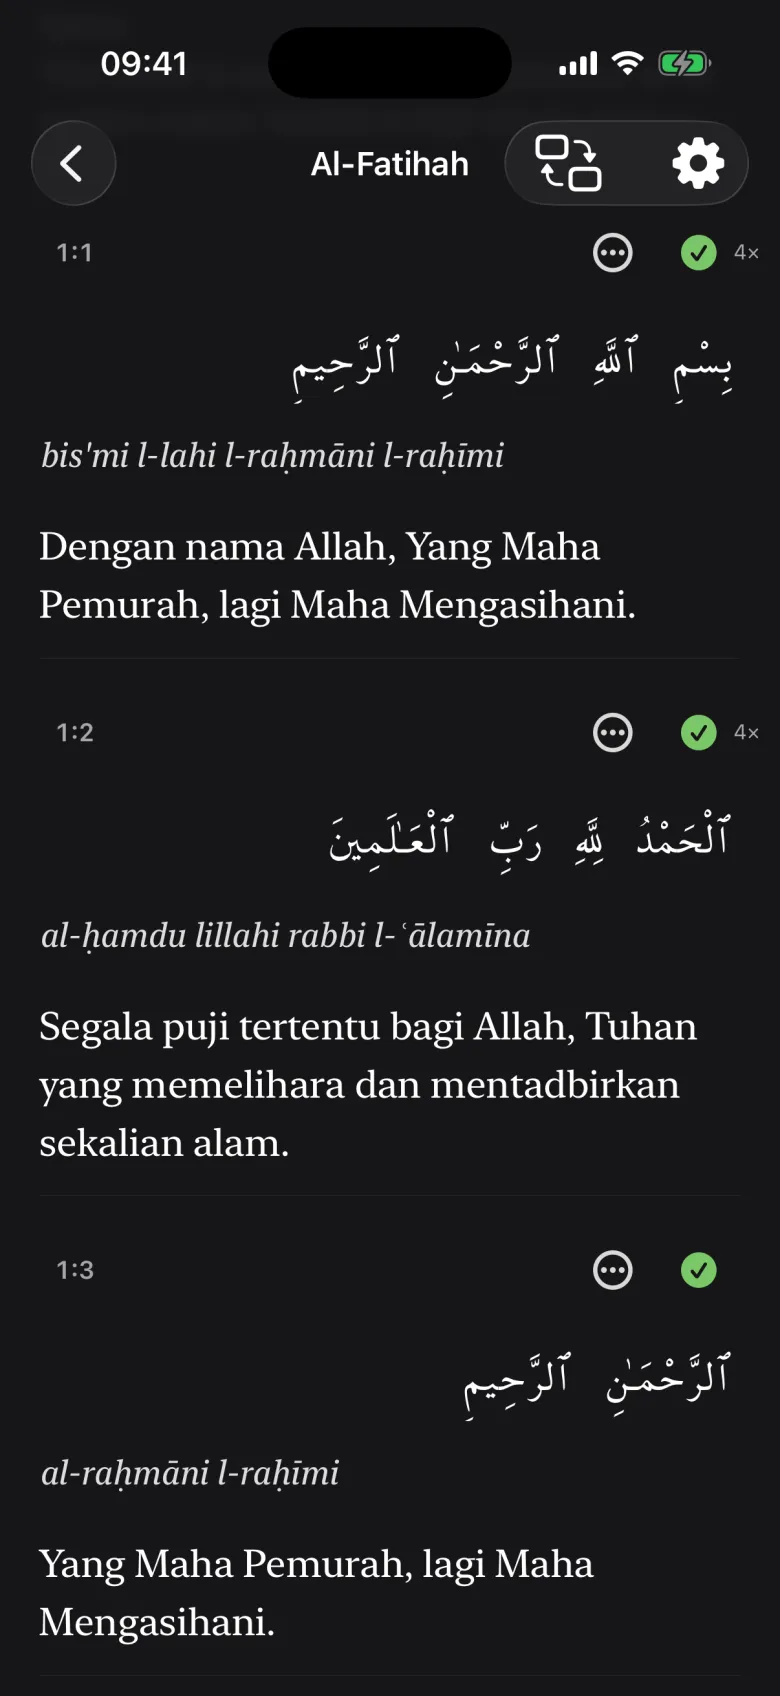 09:41
Al-Fatihah
1:1
4×
بِسْمِ ٱللَّهِ ٱلرَّحْمَـٰنِ ٱلرَّحِيمِ
bis'mi l-lahi l-raḥmāni l-raḥīmi
Dengan nama Allah, Yang Maha
Pemurah, lagi Maha Mengasihani.
1:2
4×
ٱلْحَمْدُ لِلَّهِ رَبِّ ٱلْعَـٰلَمِينَ
al-ḥamdu lillahi rabbi l-ʿālamīna
Segala puji tertentu bagi Allah, Tuhan
yang memelihara dan mentadbirkan
sekalian alam.
1:3
ٱلرَّحْمَـٰنِ ٱلرَّحِيمِ
al-raḥmāni l-raḥīmi
Yang Maha Pemurah, lagi Maha
Mengasihani.